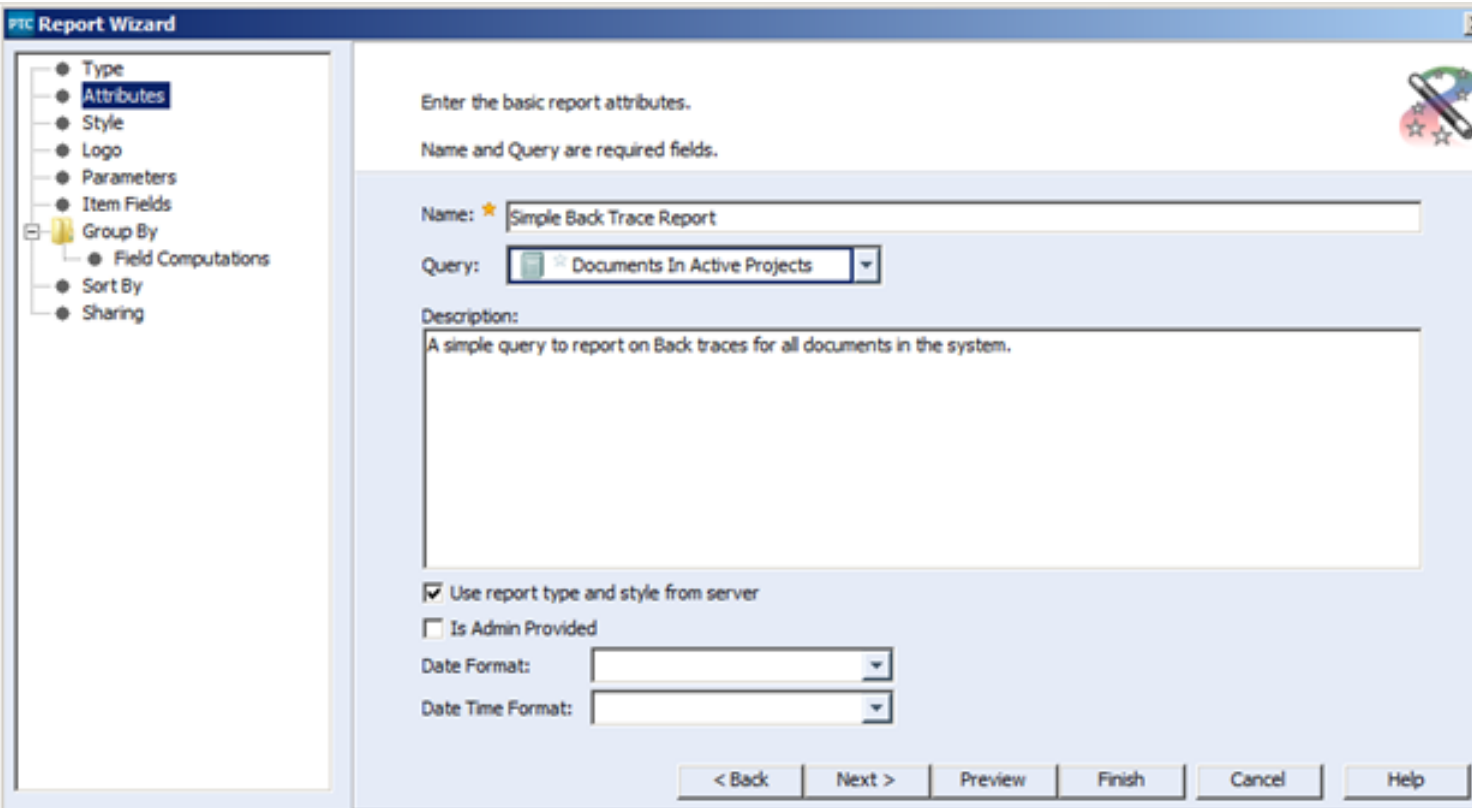 PTC Report Wizard
Type
Attributes
Style
Logo
Parameters
Item Fields
Group By
Field Computations
Sort By
Sharing
Enter the basic report attributes.
Name and Query are required fields.
Name: Simple Back Trace Report
Query: Documents In Active Projects
Description:
A simple query to report on Back traces for all documents in the system.
Use report type and style from server
Is Admin Provided
Date Format:
Date Time Format:
< Back Next > Preview Finish Cancel Help